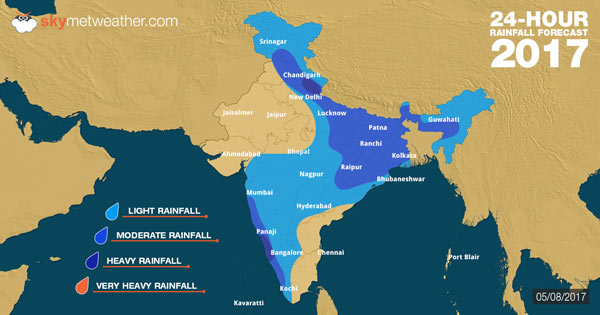 skymetweather.com
24-HOUR
RAINFALL FORECAST
2017
Srinagar
Chandigarh
New Delhi
Jaisalmer
Jaipur
Lucknow
Guwahati
Patna
Ranchi
Ahmedabad
Bhopal
Kolkata
Raipur
Nagpur
Bhubaneshwar
Mumbai
Hyderabad
LIGHT RAINFALL
MODERATE RAINFALL
Panaji
Bangalore
Chennai
Port Blair
HEAVY RAINFALL
VERY HEAVY RAINFALL
Kochi
Kavaratti
05/08/2017